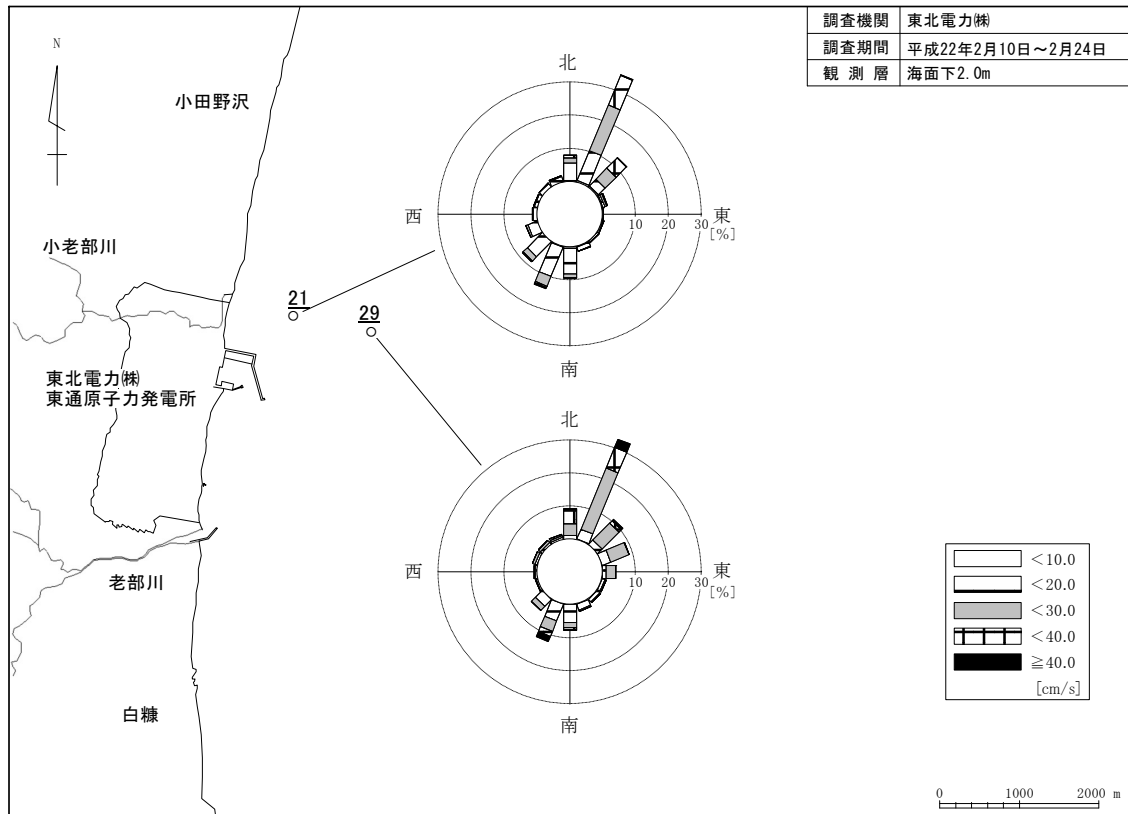 調査機関 東北電力㈱
調査期間 平成22年2月10日～2月24日
観測層 海面下2.0m
N
小田野沢
小老部川
21
29
東北電力㈱
東通原子力発電所
老部川
白糠
北
西
東
10 20 30
[%]
南
北
西
東
10 20 30
[%]
南
＜10.0
＜20.0
＜30.0
＜40.0
≧40.0
[cm/s]
0 1000 2000 m